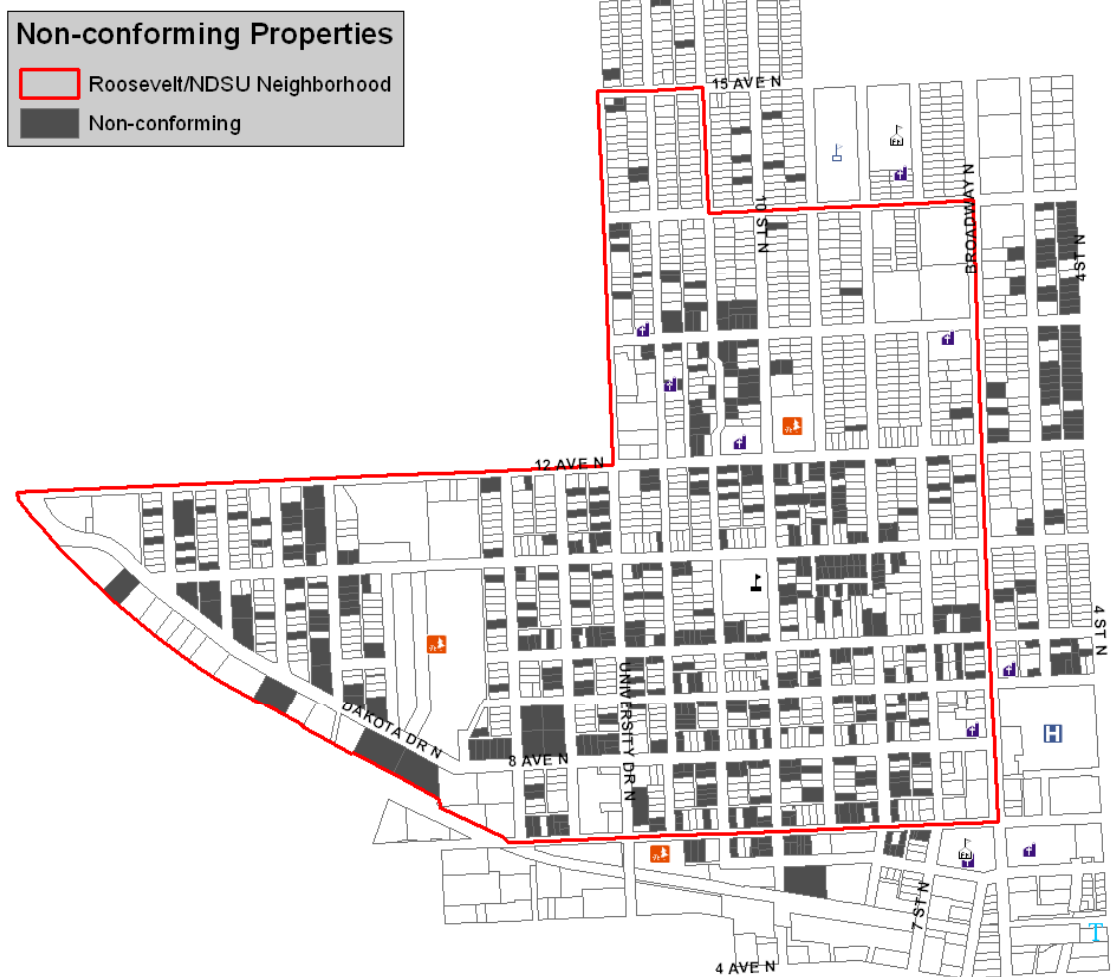 Non-conforming Properties
Roosevelt/NDSU Neighborhood
Non-conforming
15 AVE N
10 ST N
BROADWAY N
4 ST N
12 AVE N
4 ST N
UNIVERSITY DR N
DAKOTA DR N
8 AVE N
H
7 ST N
T
4 AVE N